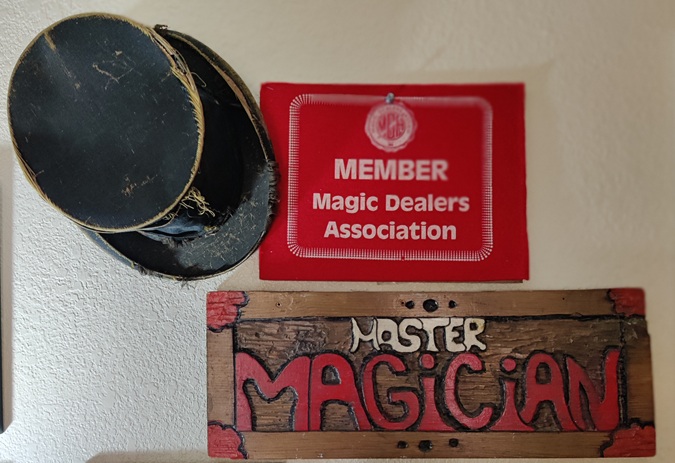 MEMBER
Magic Dealers
Association
MASTER
MAGiCiAN